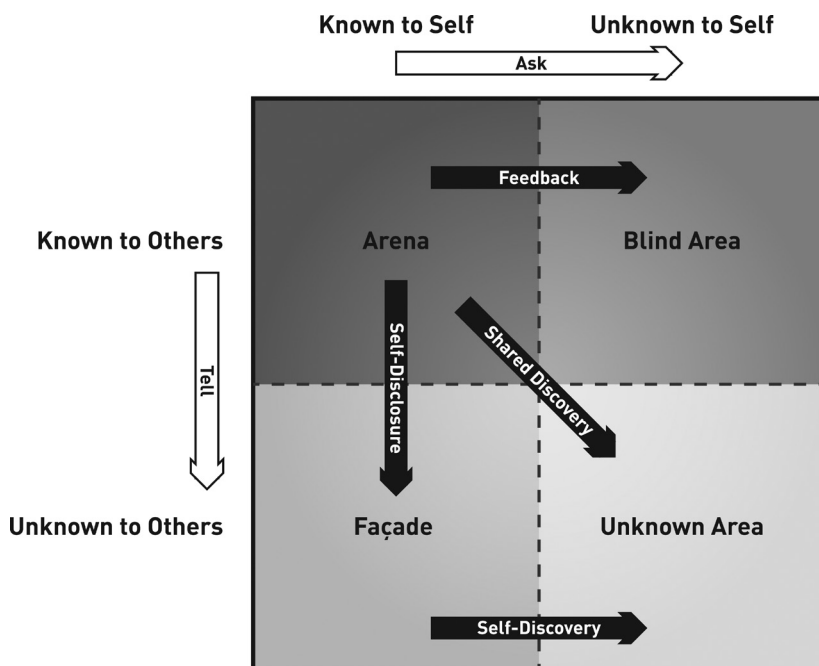 Known to Self
Unknown to Self
Ask
Feedback
Known to Others
Arena
Blind Area
Tell
Self-Disclosure
Shared Discovery
Unknown to Others
Façade
Unknown Area
Self-Discovery